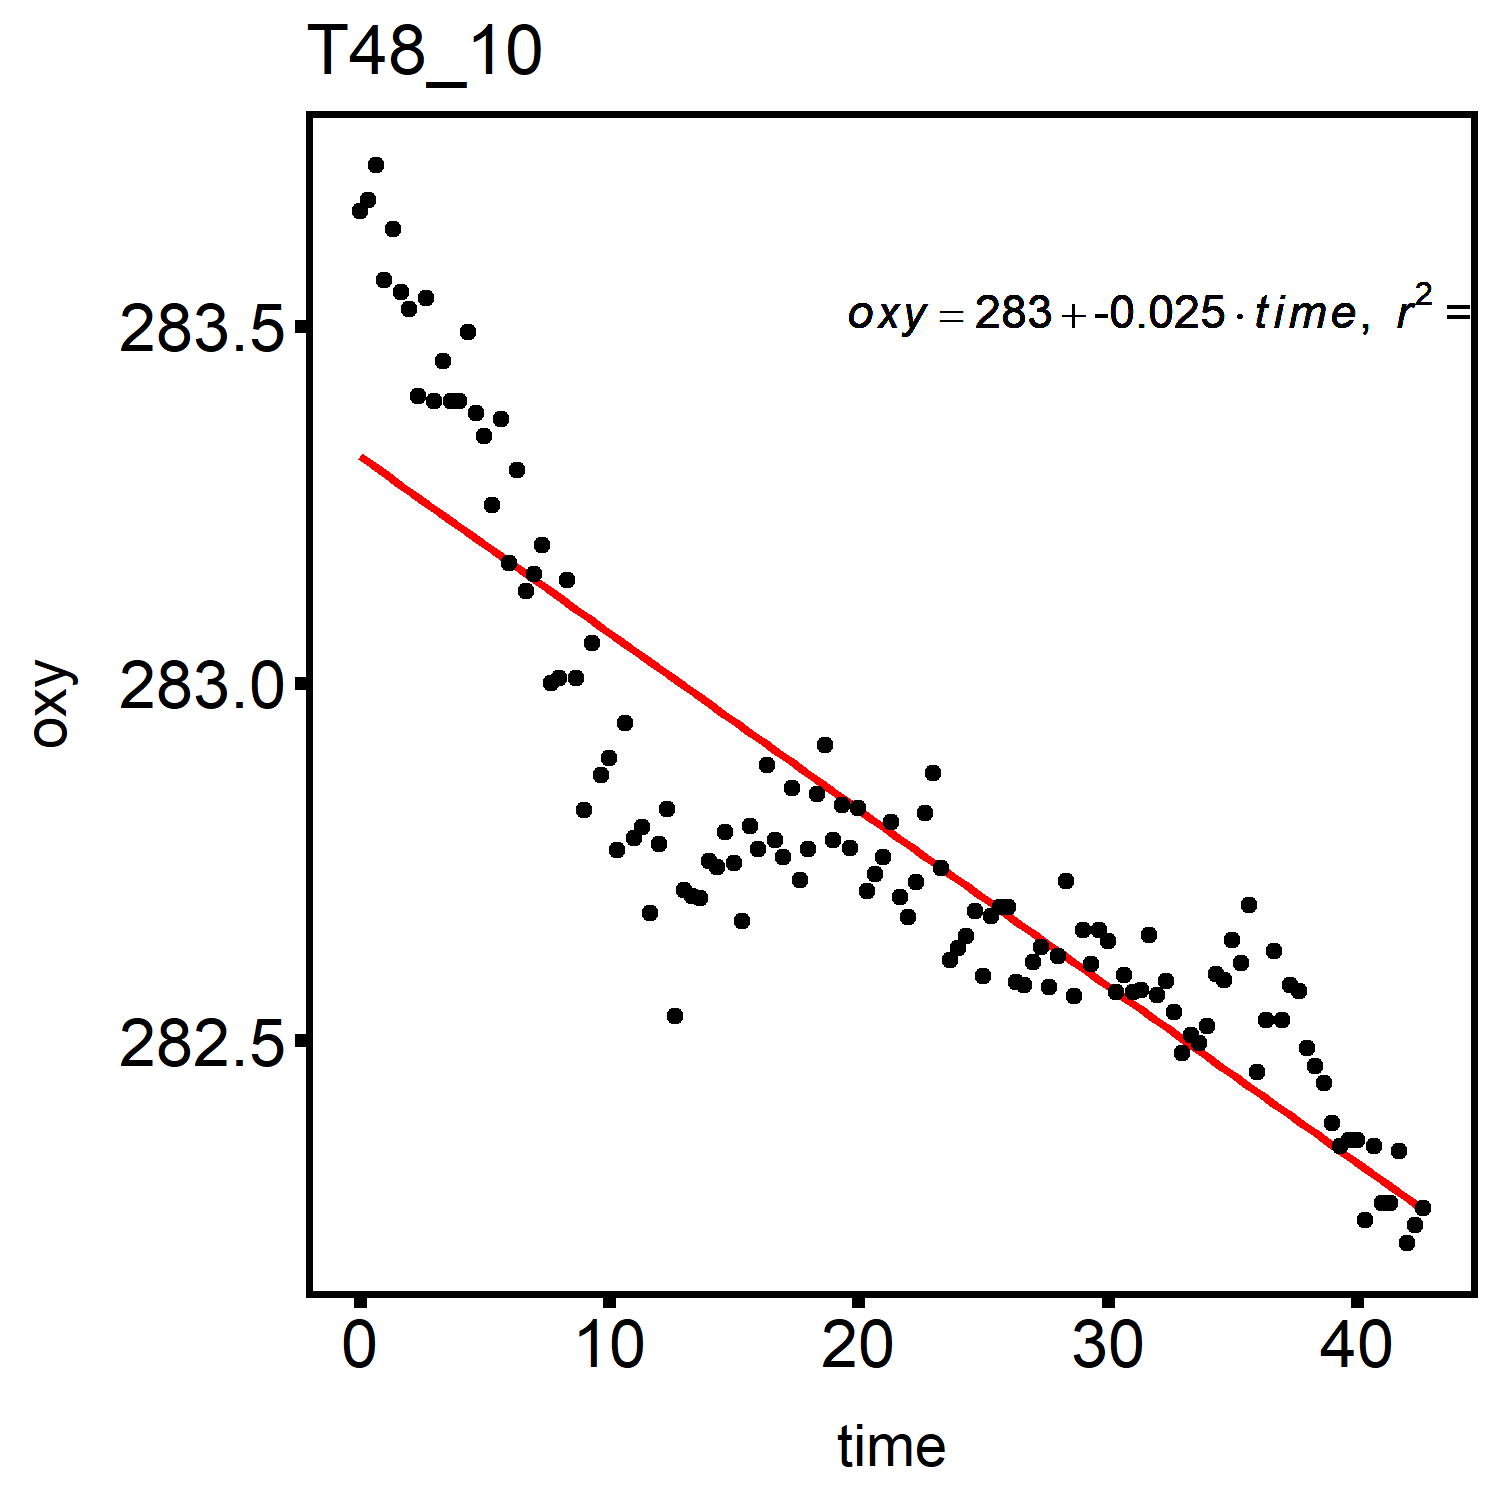 T48_10
oxy = 283 + -0.025 · time, r² =
283.5
283.0
282.5
oxy
0 10 20 30 40
time